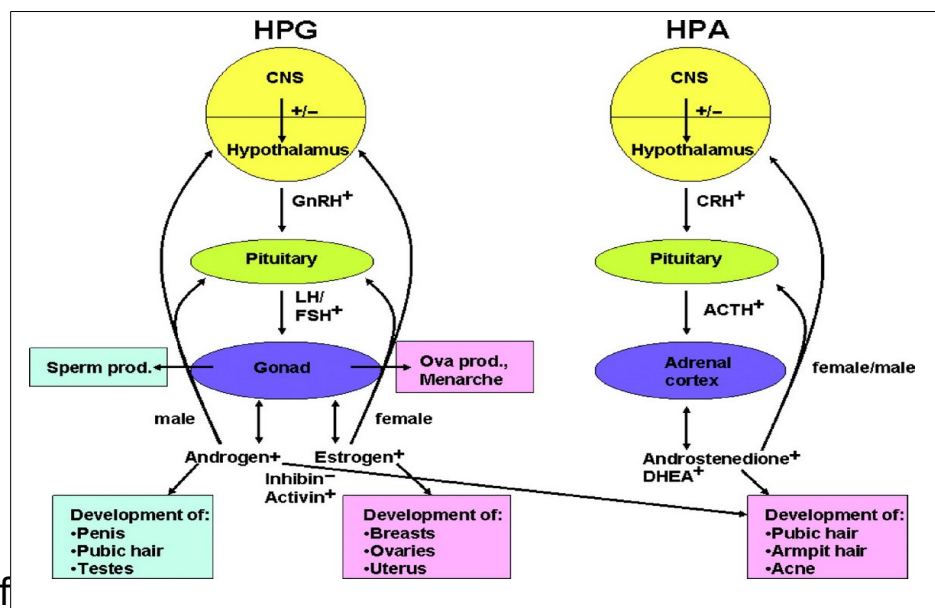 HPG
CNS
+/–
Hypothalamus
GnRH+
Pituitary
LH/
FSH+
Sperm prod.
Gonad
Ova prod.,
Menarche
male
female
Androgen+
Estrogen+
Inhibin–
Activin+
Development of:
•Penis
•Pubic hair
•Testes
Development of:
•Breasts
•Ovaries
•Uterus
HPA
CNS
+/–
Hypothalamus
CRH+
Pituitary
ACTH+
Adrenal
cortex
female/male
Androstenedione+
DHEA+
Development of:
•Pubic hair
•Armpit hair
•Acne
f